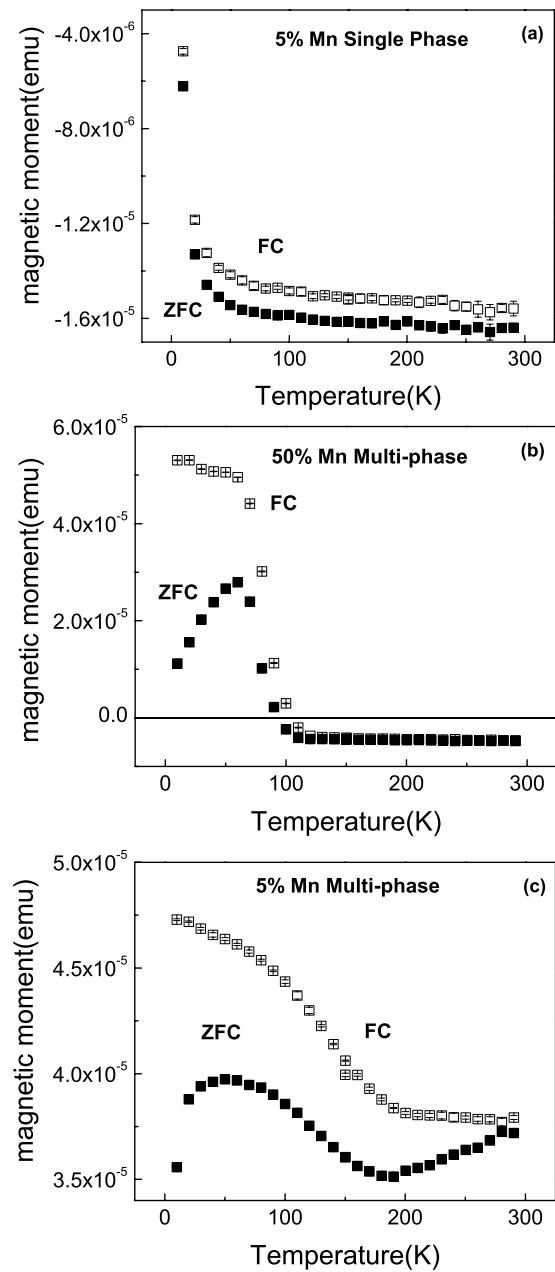 -4.0x10⁻⁶
5% Mn Single Phase (a)
-8.0x10⁻⁶
magnetic moment(emu)
-1.2x10⁻⁵
FC
ZFC
-1.6x10⁻⁵
0 100 200 300
Temperature(K)
6.0x10⁻⁵
50% Mn Multi-phase (b)
FC
4.0x10⁻⁵
magnetic moment(emu)
ZFC
2.0x10⁻⁵
0.0
0 100 200 300
Temperature(K)
5.0x10⁻⁵
5% Mn Multi-phase (c)
4.5x10⁻⁵
magnetic moment(emu)
ZFC FC
4.0x10⁻⁵
3.5x10⁻⁵
0 100 200 300
Temperature(K)